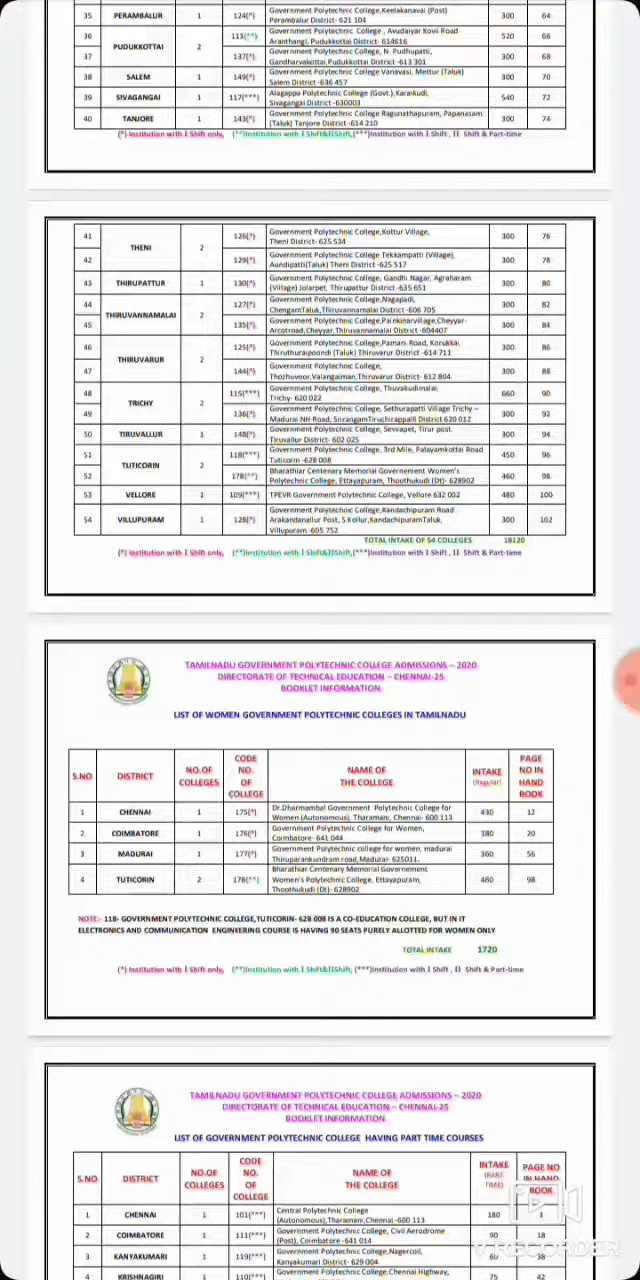 35 PERAMBALUR 1 124(*) Government Polytechnic College,Keelakanavai (Post) Perambalur District- 621 104 300 64
36 PUDUKKOTTAI 2 113(**) Government Polytechnic College , Avudaiyar Kovil Road Aranthangi, Pudukkottai District- 614616 520 66
37 137(*) Government Polytechnic College, N. Pudhupatti, Gandharvakottai,Pudukkottai District -613 301 300 68
38 SALEM 1 149(*) Government Polytechnic College Vanavasi, Mettur (Taluk) Salem District -636 457 300 70
39 SIVAGANGAI 1 117(***) Alagappa Polytechnic College (Govt.),Karaikudi, Sivagangai District -630003 540 72
40 TANJORE 1 143(*) Government Polytechnic College Ragunathapuram, Papanasam (Taluk) Tanjore District -614 210 300 74
(*) Institution with I Shift only, (**)Institution with I Shift&IIShift,(***)Institution with I Shift , II Shift & Part-time
41 THENI 2 126(*) Government Polytechnic College,Kottur Village, Theni District- 625 534 300 76
42 129(*) Government Polytechnic College Tekkampatti (Village), Aundipatti(Taluk) Theni District -625 517 300 78
43 THIRUPATTUR 1 130(*) Government Polytechnic College, Gandhi Nagar, Agraharam (Village) Jolarpet, Thirupattur District -635 651 300 80
44 THIRUVANNAMALAI 2 127(*) Government Polytechnic College,Nagapadi, ChengamTaluk,Thiruvannamalai District -606 705 300 82
45 135(*) Government Polytechnic College,Painkinarvillage,Cheyyar- Arcotroad,Cheyyar,Thiruvannamalai District -604407 300 84
46 THIRUVARUR 2 125(*) Government Polytechnic College,Pamani Road, Korukkai, Thiruthuraipoondi (Taluk) Thiruvarur District -614 711 300 86
47 144(*) Government Polytechnic College, Thozhuvoor,Valangaiman,Thiruvarur District- 612 804 300 88
48 TRICHY 2 115(***) Government Polytechnic College, Thuvakudimalai, Trichy- 620 022 660 90
49 136(*) Government Polytechnic College, Sethurapatti Village Trichy – Madurai NH Road, SrirangamTiruchirappalli District 620 012 300 92
50 TIRUVALLUR 1 148(*) Government Polytechnic College, Sevvapet, Tirur post. Tiruvallur District- 602 025 300 94
51 TUTICORIN 2 118(***) Government Polytechnic College, 3rd Mile, Palayamkottai Road Tuticorin -628 008 450 96
52 178(**) Bharathiar Centenary Memorial Governement Women's Polytechnic College, Ettayapuram, Thoothukudi (Dt)- 628902 460 98
53 VELLORE 1 109(***) TPEVR Government Polytechnic College, Vellore 632 002 480 100
54 VILLUPURAM 1 128(*) Government Polytechnic College,Kandachipuram Road Arakandanallur Post, S.Kollur,KandachipuramTaluk, Villupuram -605 752 300 102
TOTAL INTAKE OF 54 COLLEGES 18120
(*) Institution with I Shift only, (**)Institution with I Shift&IIShift,(***)Institution with I Shift , II Shift & Part-time
TAMILNADU GOVERNMENT POLYTECHNIC COLLEGE ADMISSIONS – 2020
DIRECTORATE OF TECHNICAL EDUCATION – CHENNAI-25
BOOKLET INFORMATION
LIST OF WOMEN GOVERNMENT POLYTECHNIC COLLEGES IN TAMILNADU
S.NO DISTRICT NO.OF COLLEGES CODE NO. OF COLLEGE NAME OF THE COLLEGE INTAKE (Regular) PAGE NO IN HAND BOOK
1 CHENNAI 1 175(*) Dr.Dharmambal Government Polytechnic College for Women (Autonomous), Tharamani, Chennai- 600 113 430 12
2 COIMBATORE 1 176(*) Government Polytechnic College for Women, Coimbatore- 641 044 380 20
3 MADURAI 1 177(*) Government Polytechnic college for women, madurai Thiruparankundram road,Madurai- 625011. 360 56
4 TUTICORIN 2 178(**) Bharathiar Centenary Memorial Governement Women's Polytechnic College, Ettayapuram, Thoothukudi (Dt)- 628902 460 98
NOTE:- 118- GOVERNMENT POLYTECHNIC COLLEGE,TUTICORIN- 628 008 IS A CO-EDUCATION COLLEGE, BUT IN IT
ELECTRONICS AND COMMUNICATION ENGINEERING COURSE IS HAVING 90 SEATS PURELY ALLOTTED FOR WOMEN ONLY
TOTAL INTAKE 1720
(*) Institution with I Shift only, (**)Institution with I Shift&IIShift,(***)Institution with I Shift , II Shift & Part-time
TAMILNADU GOVERNMENT POLYTECHNIC COLLEGE ADMISSIONS – 2020
DIRECTORATE OF TECHNICAL EDUCATION – CHENNAI-25
BOOKLET INFORMATION
LIST OF GOVERNMENT POLYTECHNIC COLLEGE HAVING PART TIME COURSES
S.NO DISTRICT NO.OF COLLEGES CODE NO. OF COLLEGE NAME OF THE COLLEGE INTAKE (PART TIME) PAGE NO IN HAND BOOK
1 CHENNAI 1 101(***) Central Polytechnic College (Autonomous),Tharamani,Chennai -600 113 180 3
2 COIMBATORE 1 111(***) Government Polytechnic College, Civil Aerodrome (Post), Coimbatore -641 014 90 18
3 KANYAKUMARI 1 119(***) Government Polytechnic College,Nagercoil, Kanyakumari District- 629 004 60 38
4 KRISHNAGIRI 1 110(***) Government Polytechnic College,Chennai Highway, 75 42
V RECORDER